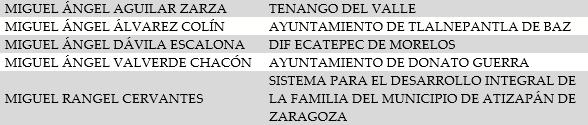 MIGUEL ÁNGEL AGUILAR ZARZA TENANGO DEL VALLE
MIGUEL ÁNGEL ÁLVAREZ COLÍN AYUNTAMIENTO DE TLALNEPANTLA DE BAZ
MIGUEL ÁNGEL DÁVILA ESCALONA DIF ECATEPEC DE MORELOS
MIGUEL ÁNGEL VALVERDE CHACÓN AYUNTAMIENTO DE DONATO GUERRA
MIGUEL RANGEL CERVANTES SISTEMA PARA EL DESARROLLO INTEGRAL DE
LA FAMILIA DEL MUNICIPIO DE ATIZAPÁN DE
ZARAGOZA